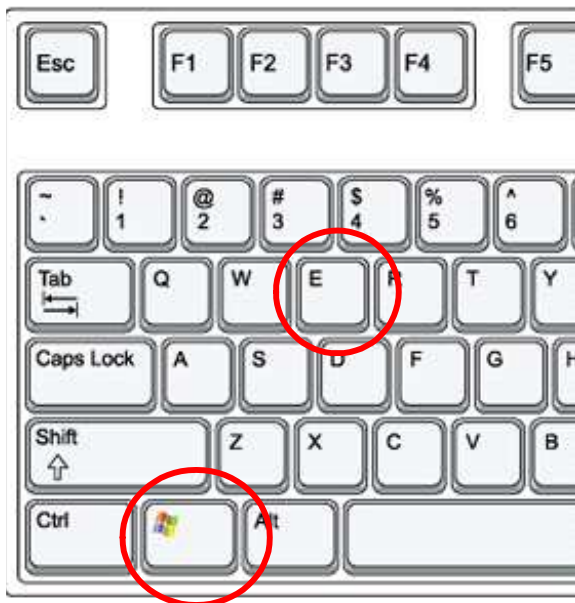 Esc F1 F2 F3 F4 F5
~ ! @ # $ % ^
` 1 2 3 4 5 6
Tab Q W E R T Y
Caps Lock A S D F G H
Shift Z X C V B
Ctrl Alt